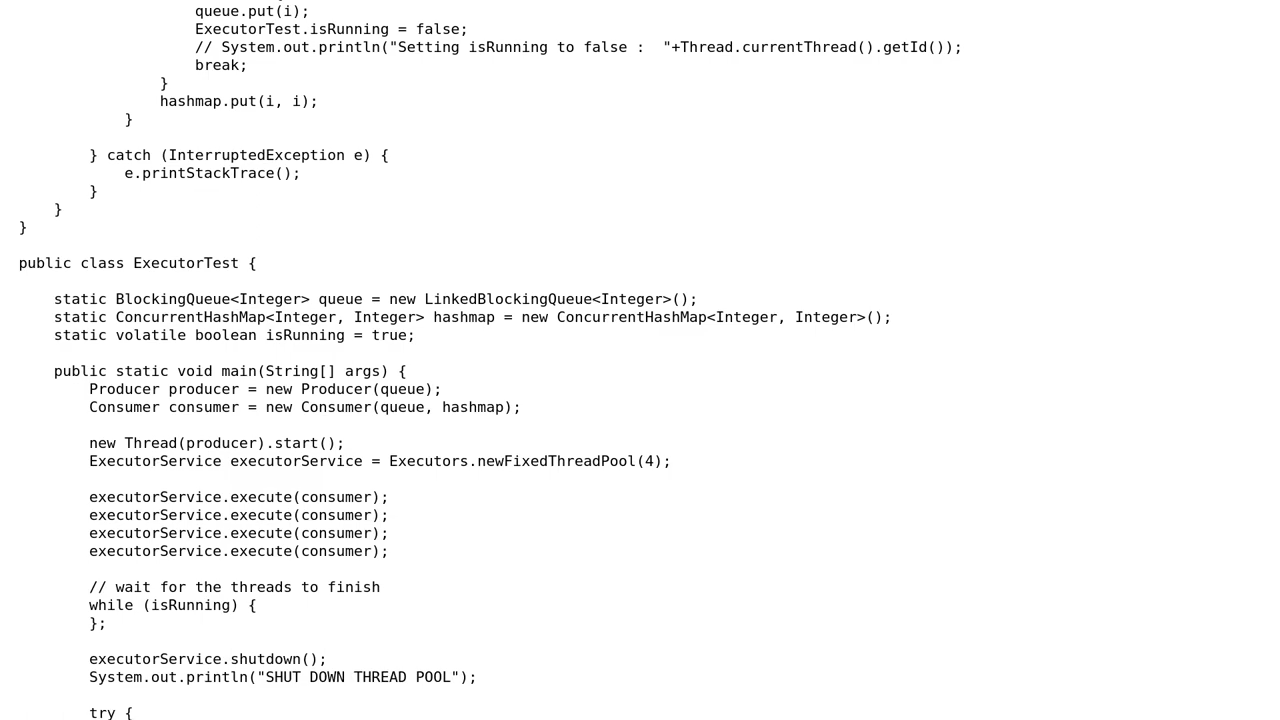 queue.put(i);
ExecutorTest.isRunning = false;
// System.out.println("Setting isRunning to false :  "+Thread.currentThread().getId());
break;
}
hashmap.put(i, i);
}
} catch (InterruptedException e) {
e.printStackTrace();
}
}
}
public class ExecutorTest {
static BlockingQueue<Integer> queue = new LinkedBlockingQueue<Integer>();
static ConcurrentHashMap<Integer, Integer> hashmap = new ConcurrentHashMap<Integer, Integer>();
static volatile boolean isRunning = true;
public static void main(String[] args) {
Producer producer = new Producer(queue);
Consumer consumer = new Consumer(queue, hashmap);
new Thread(producer).start();
ExecutorService executorService = Executors.newFixedThreadPool(4);
executorService.execute(consumer);
executorService.execute(consumer);
executorService.execute(consumer);
executorService.execute(consumer);
// wait for the threads to finish
while (isRunning) {
};
executorService.shutdown();
System.out.println("SHUT DOWN THREAD POOL");
try {